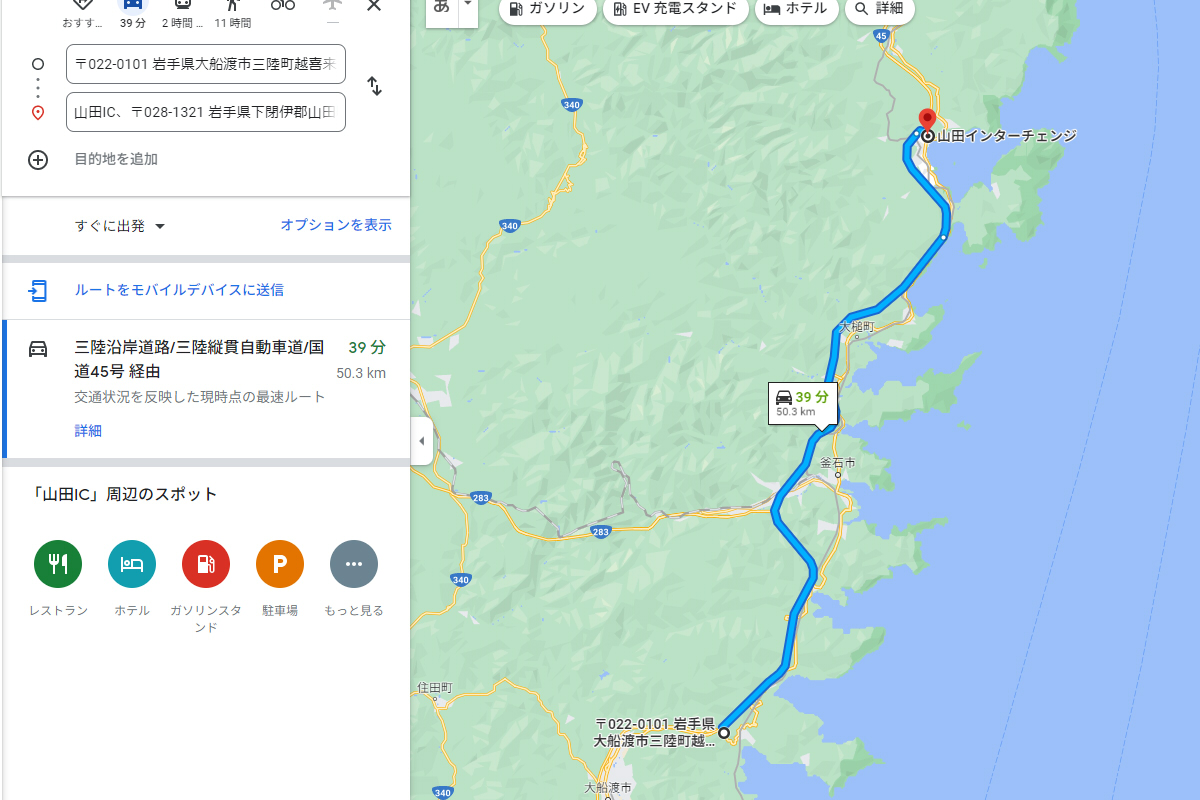 おすす...
39 分
2 時間 ...
11 時間
—
〒022-0101 岩手県大船渡市三陸町越喜来
山田IC、〒028-1321 岩手県下閉伊郡山田
目的地を追加
すぐに出発
オプションを表示
ルートをモバイルデバイスに送信
三陸沿岸道路/三陸縦貫自動車道/国
道45号 経由
39 分
50.3 km
交通状況を反映した現時点の最速ルート
詳細
「山田IC」周辺のスポット
P
レストラン
ホテル
ガソリンスタ
ンド
駐車場
もっと見る
あ
ガソリン
EV 充電スタンド
ホテル
詳細
45
340
山田インターチェンジ
340
大槌町
39 分
50.3 km
釜石市
283
283
340
住田町
〒022-0101 岩手県
大船渡市三陸町越...
大船渡市
340